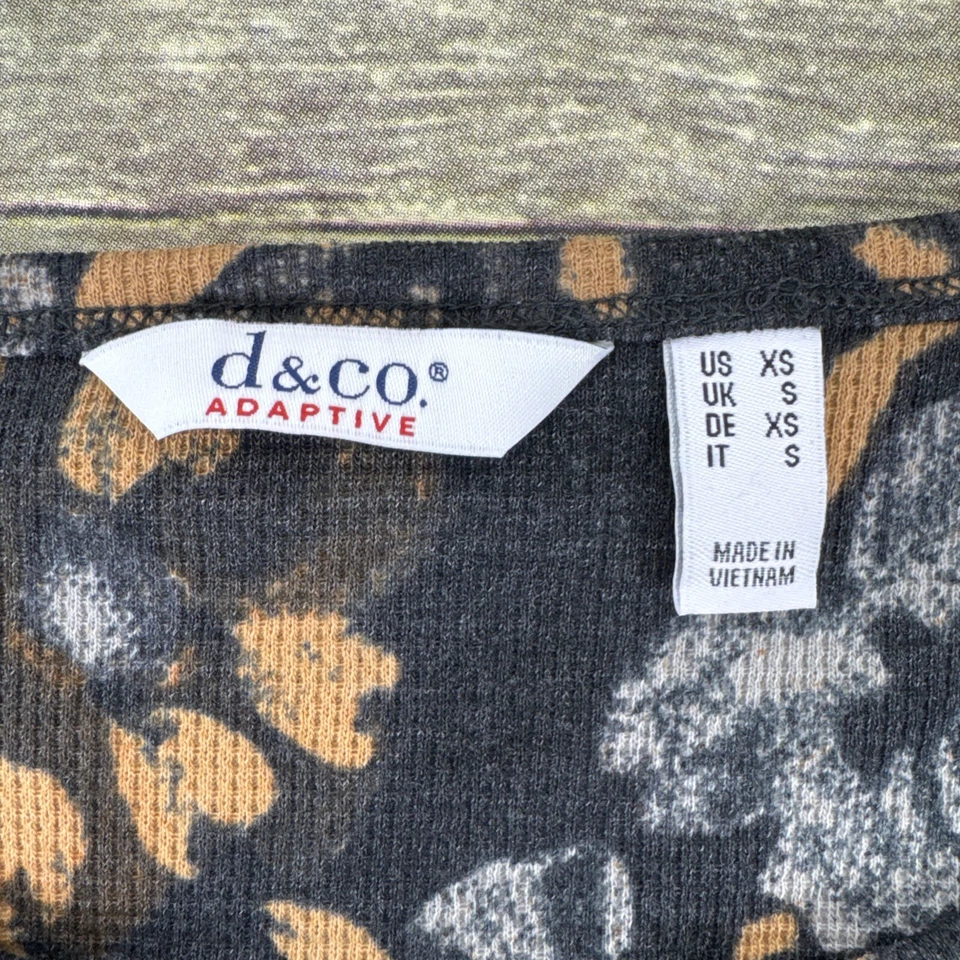 d&co.®
ADAPTIVE
US XS
UK S
DE XS
IT S
MADE IN
VIETNAM